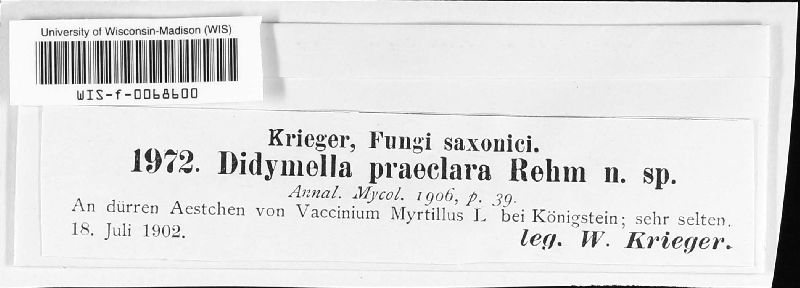 University of Wisconsin-Madison (WIS)
WIS-f-0068600
Krieger, Fungi saxonici.
1972. Didymella praeclara Rehm n. sp.
Annal. Mycol. 1906, p. 39.
An dürren Aestchen von Vaccinium Myrtillus L bei Königstein; sehr selten.
18. Juli 1902.
leg. W. Krieger.